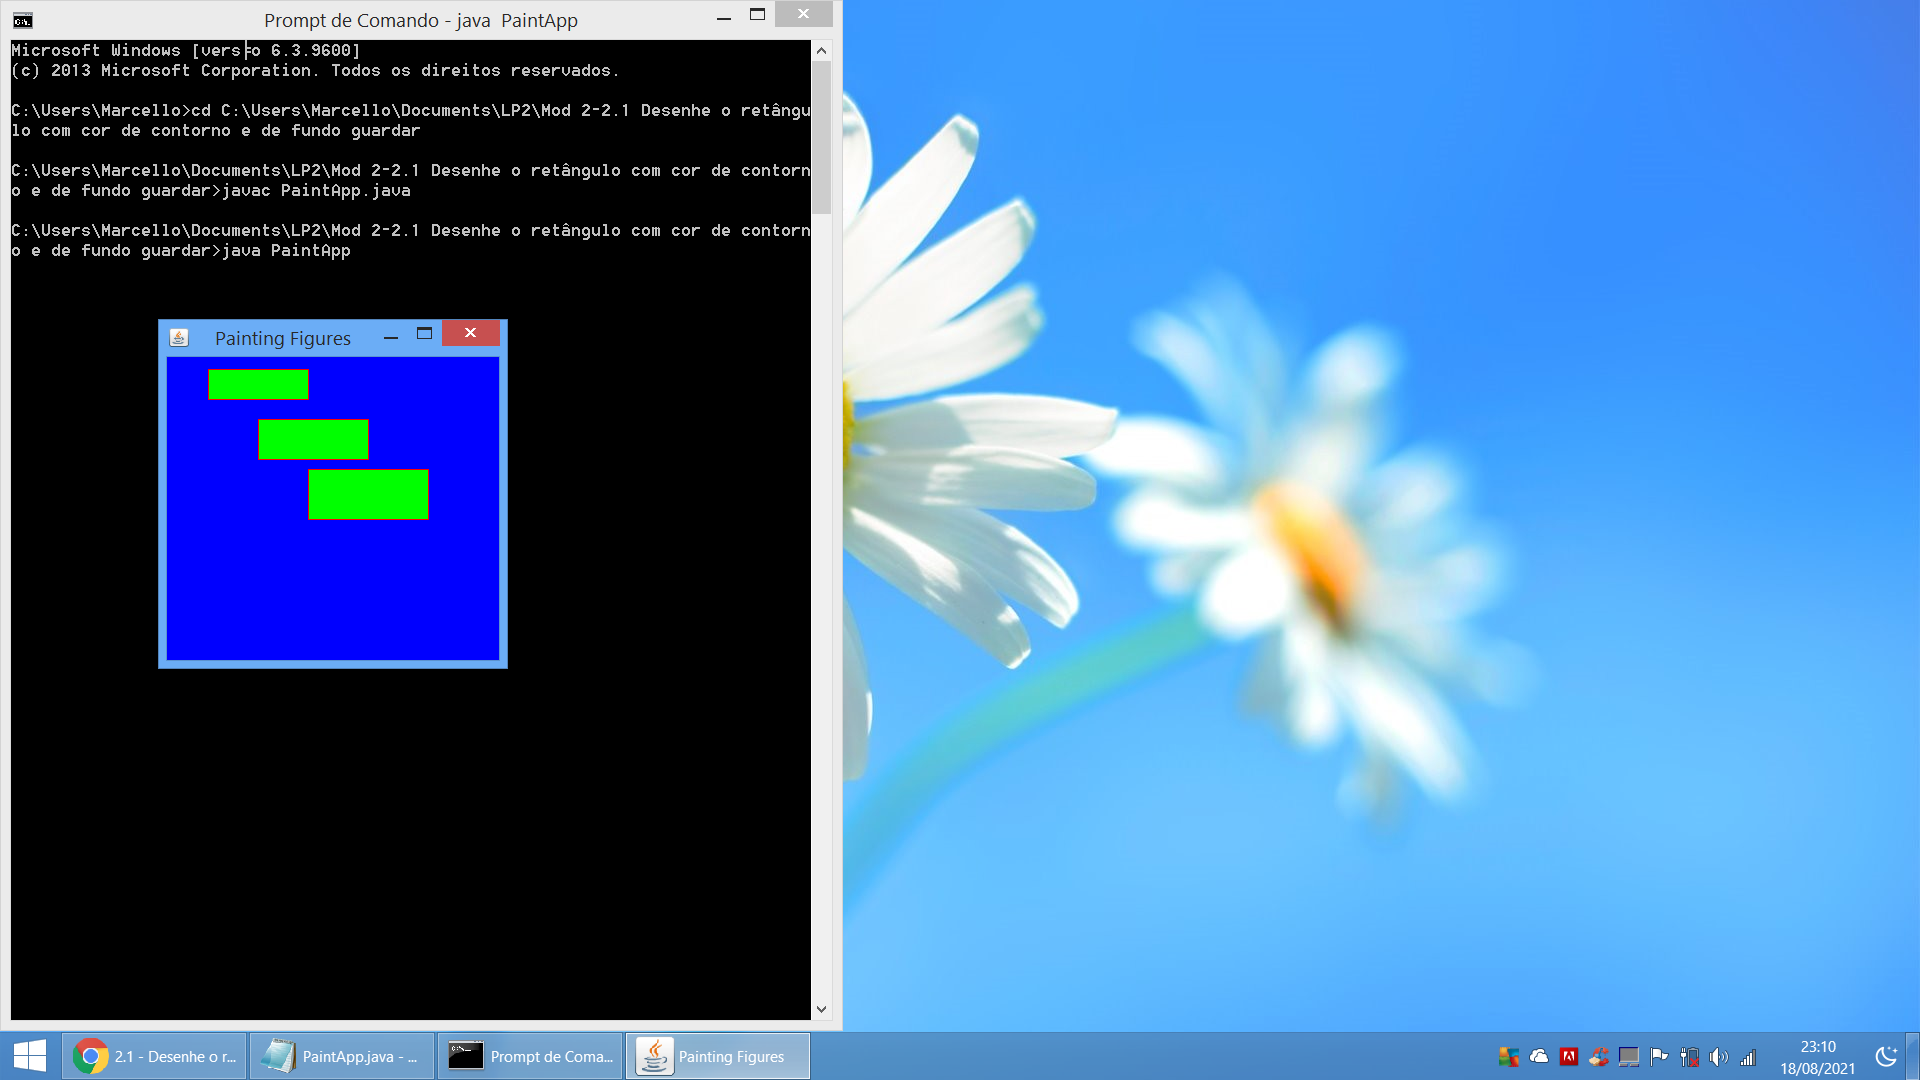 Prompt de Comando - java  PaintApp
Microsoft Windows [vers o 6.3.9600]
(c) 2013 Microsoft Corporation. Todos os direitos reservados.
C:\Users\Marcello>cd C:\Users\Marcello\Documents\LP2\Mod 2-2.1 Desenhe o retângu
lo com cor de contorno e de fundo guardar
C:\Users\Marcello\Documents\LP2\Mod 2-2.1 Desenhe o retângulo com cor de contorn
o e de fundo guardar>javac PaintApp.java
C:\Users\Marcello\Documents\LP2\Mod 2-2.1 Desenhe o retângulo com cor de contorn
o e de fundo guardar>java PaintApp
Painting Figures
2.1 - Desenhe o r...
PaintApp.java - ...
Prompt de Coma...
Painting Figures
23:10
18/08/2021